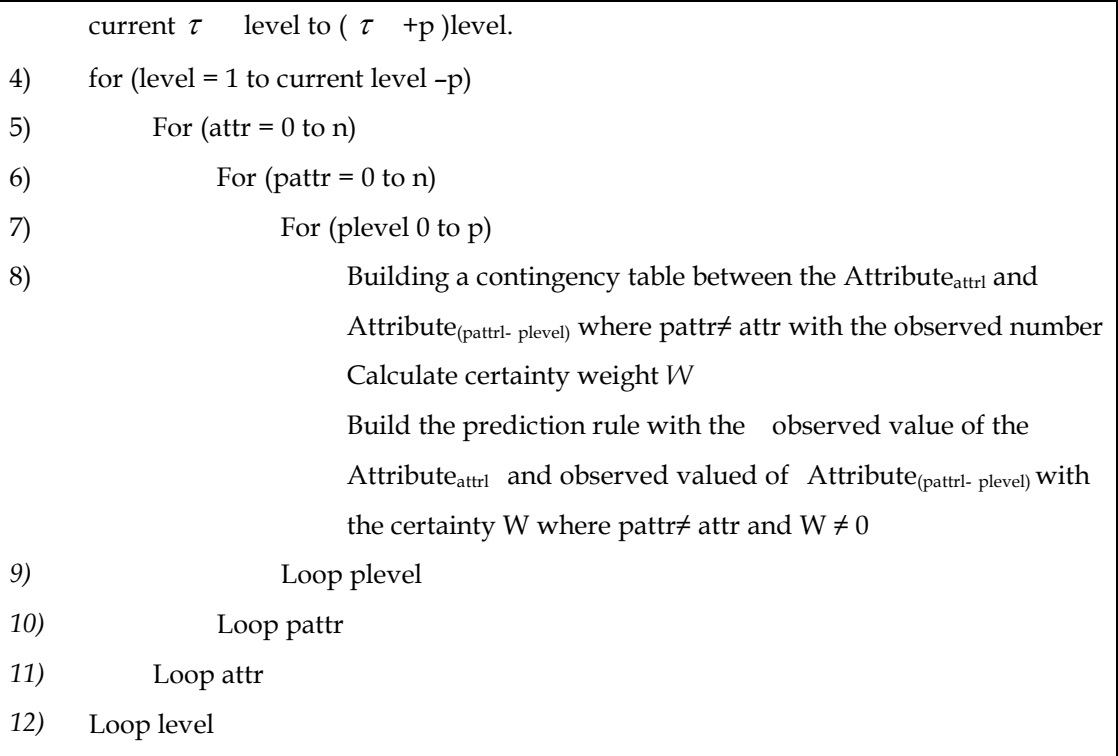 current τ level to ( τ +p )level.
4) for (level = 1 to current level –p)
5) For (attr = 0 to n)
6) For (pattr = 0 to n)
7) For (plevel 0 to p)
8) Building a contingency table between the Attributeattrl and
Attribute(pattrl- plevel) where pattr≠ attr with the observed number
Calculate certainty weight W
Build the prediction rule with the observed value of the
Attributeattrl and observed valued of Attribute(pattrl- plevel) with
the certainty W where pattr≠ attr and W ≠ 0
9) Loop plevel
10) Loop pattr
11) Loop attr
12) Loop level